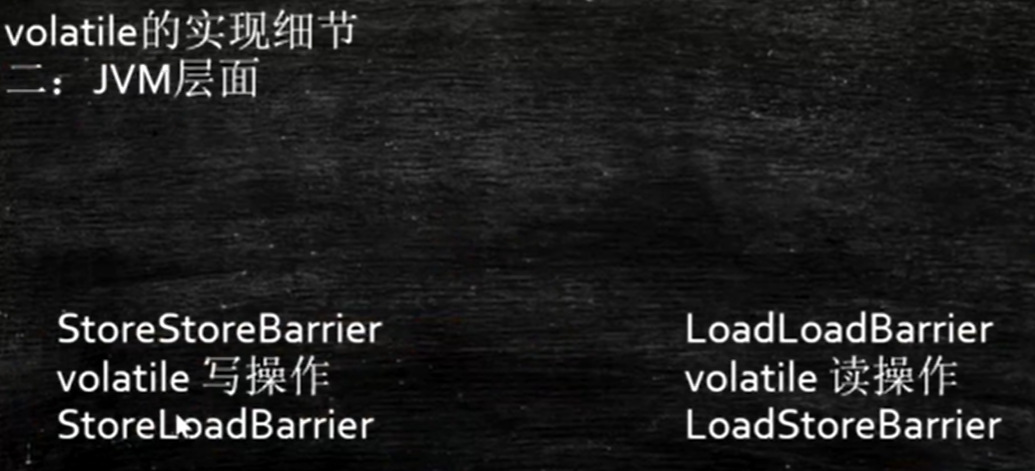 volatile的实现细节
二：JVM层面
StoreStoreBarrier
volatile 写操作
StoreLoadBarrier
LoadLoadBarrier
volatile 读操作
LoadStoreBarrier